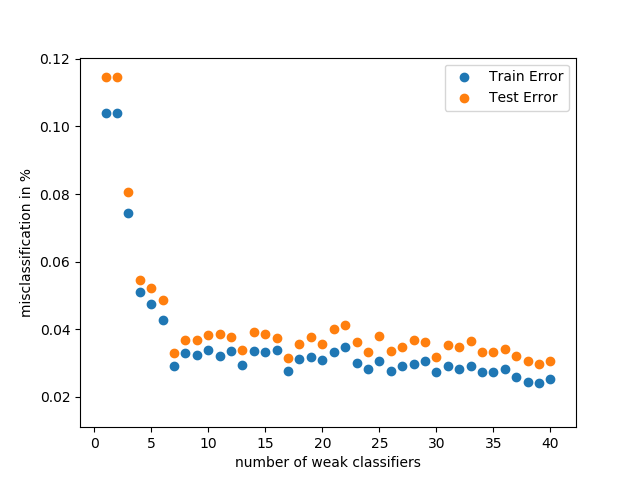 0.12
0.10
0.08
0.06
0.04
0.02
misclassification in %
Train Error
Test Error
0 5 10 15 20 25 30 35 40
number of weak classifiers